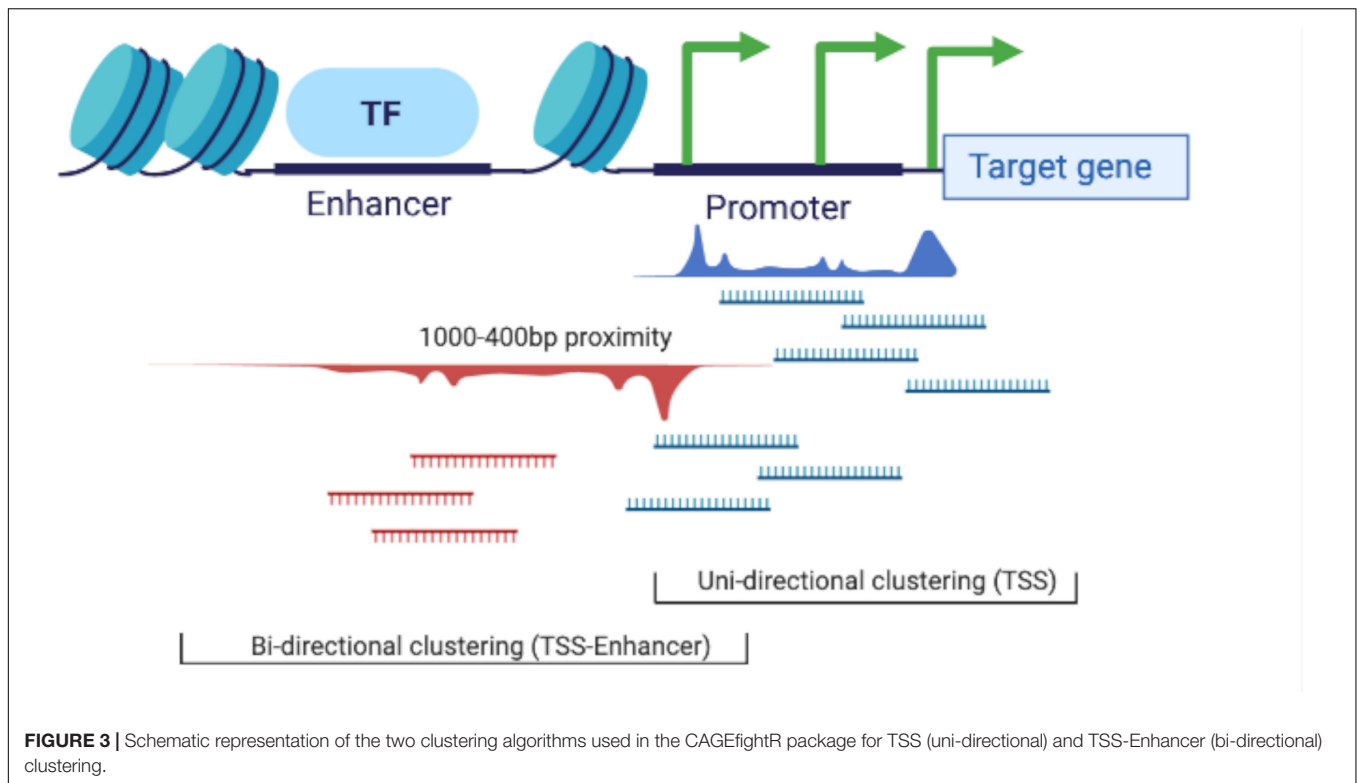 TF
Enhancer
Promoter
Target gene
1000-400bp proximity
Uni-directional clustering (TSS)
Bi-directional clustering (TSS-Enhancer)
FIGURE 3 | Schematic representation of the two clustering algorithms used in the CAGEfightR package for TSS (uni-directional) and TSS-Enhancer (bi-directional)
clustering.